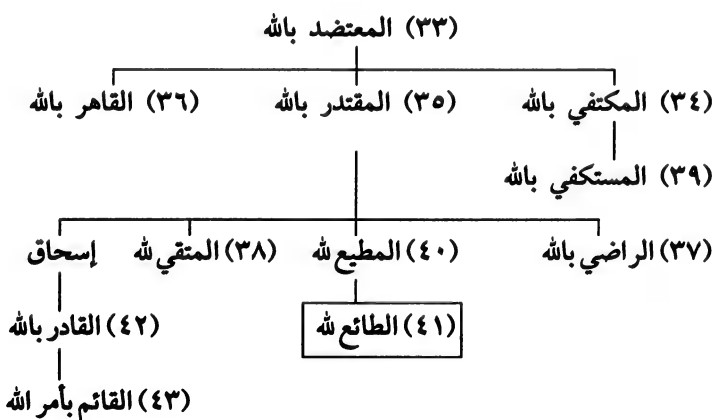 (٣٣) المعتضد بالله
(٣٤) المكتفي بالله (٣٥) المقتدر بالله (٣٦) القاهر بالله
(٣٩) المستكفي بالله
(٣٧) الراضي بالله (٤٠) المطيع لله (٣٨) المتقي لله إسحاق
(٤١) الطائع لله (٤٢) القادر بالله
(٤٣) القائم بأمر الله